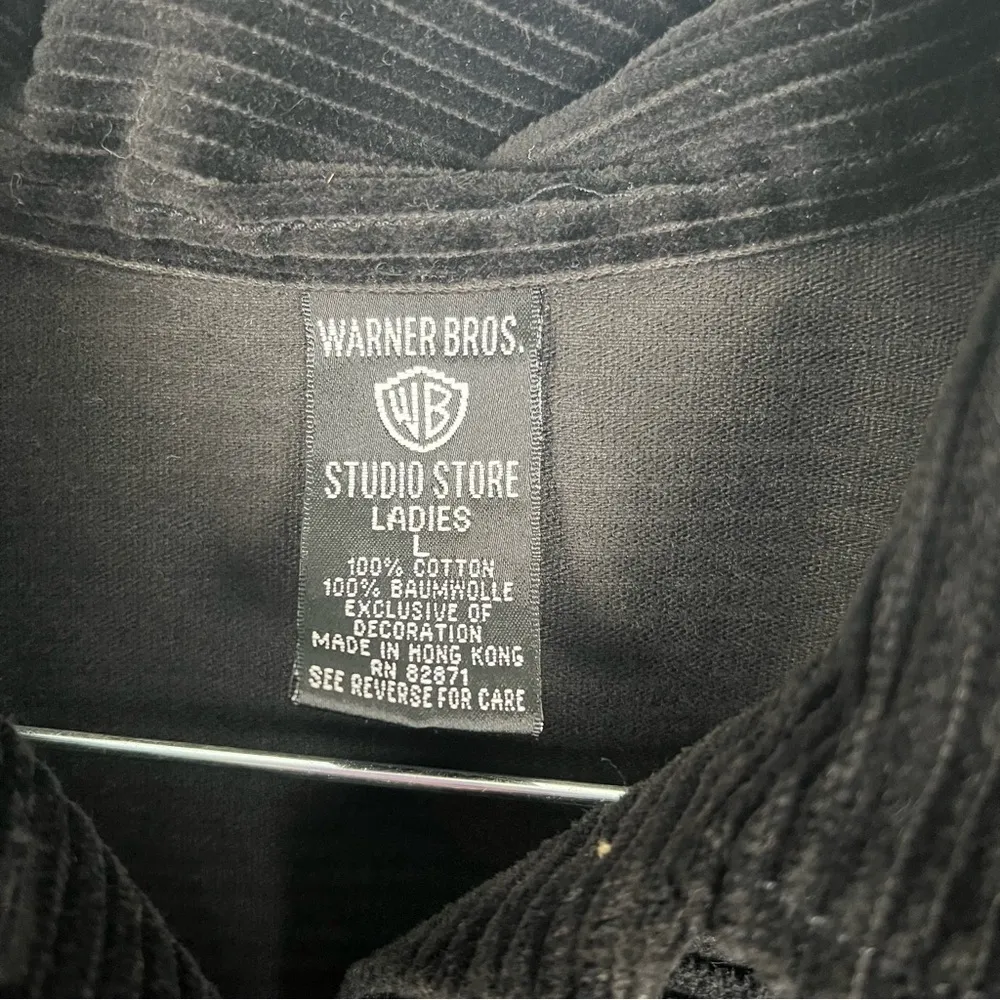 WARNER BROS.
WB
STUDIO STORE
LADIES
L
100% COTTON
100% BAUMWOLLE
EXCLUSIVE OF
DECORATION
MADE IN HONG KONG
RN 82871
SEE REVERSE FOR CARE